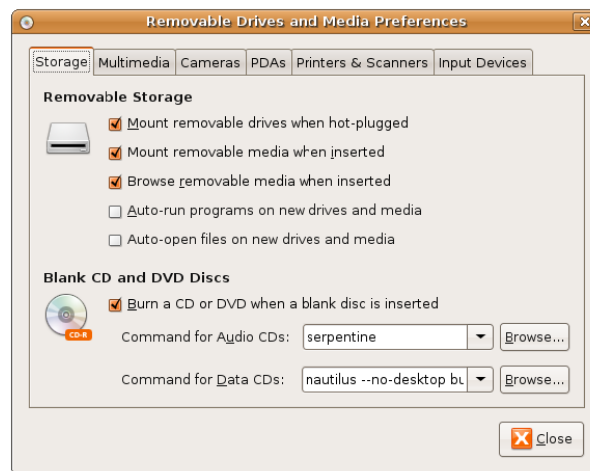 Removable Drives and Media Preferences
Storage Multimedia Cameras PDAs Printers & Scanners Input Devices
Removable Storage
Mount removable drives when hot-plugged
Mount removable media when inserted
Browse removable media when inserted
Auto-run programs on new drives and media
Auto-open files on new drives and media
Blank CD and DVD Discs
Burn a CD or DVD when a blank disc is inserted
CD-R
Command for Audio CDs: serpentine Browse...
Command for Data CDs: nautilus --no-desktop bu Browse...
Close